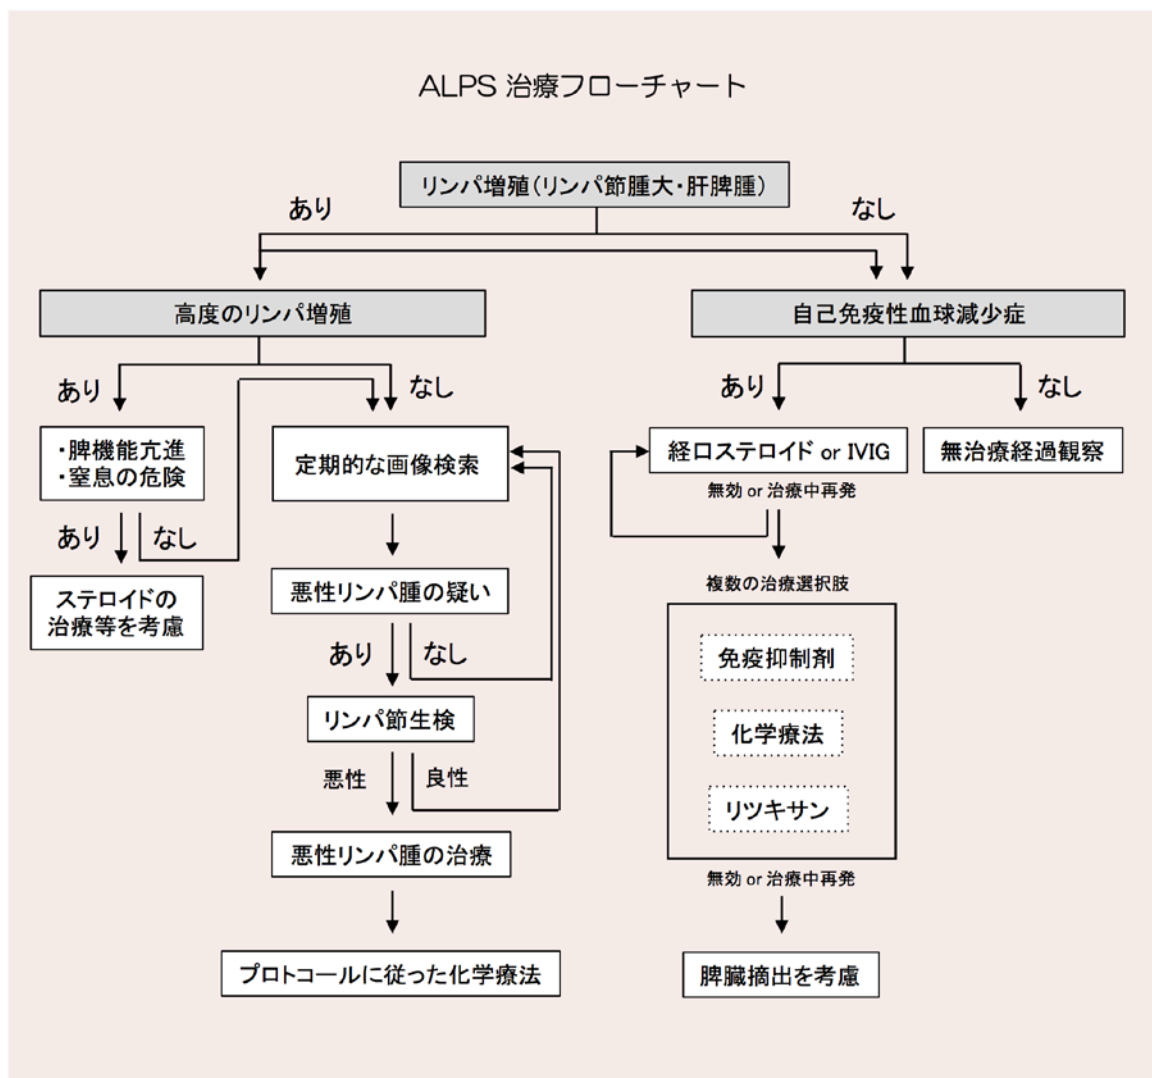 ALPS 治療フローチャート
リンパ増殖(リンパ節腫大・肝脾腫)
あり
なし
高度のリンパ増殖
自己免疫性血球減少症
あり
なし
あり
なし
・脾機能亢進
・窒息の危険
定期的な画像検索
経口ステロイド or IVIG
無治療経過観察
無効 or 治療中再発
あり
なし
ステロイドの
治療等を考慮
悪性リンパ腫の疑い
複数の治療選択肢
あり
なし
免疫抑制剤
リンパ節生検
化学療法
悪性
良性
リツキサン
悪性リンパ腫の治療
無効 or 治療中再発
プロトコールに従った化学療法
脾臓摘出を考慮